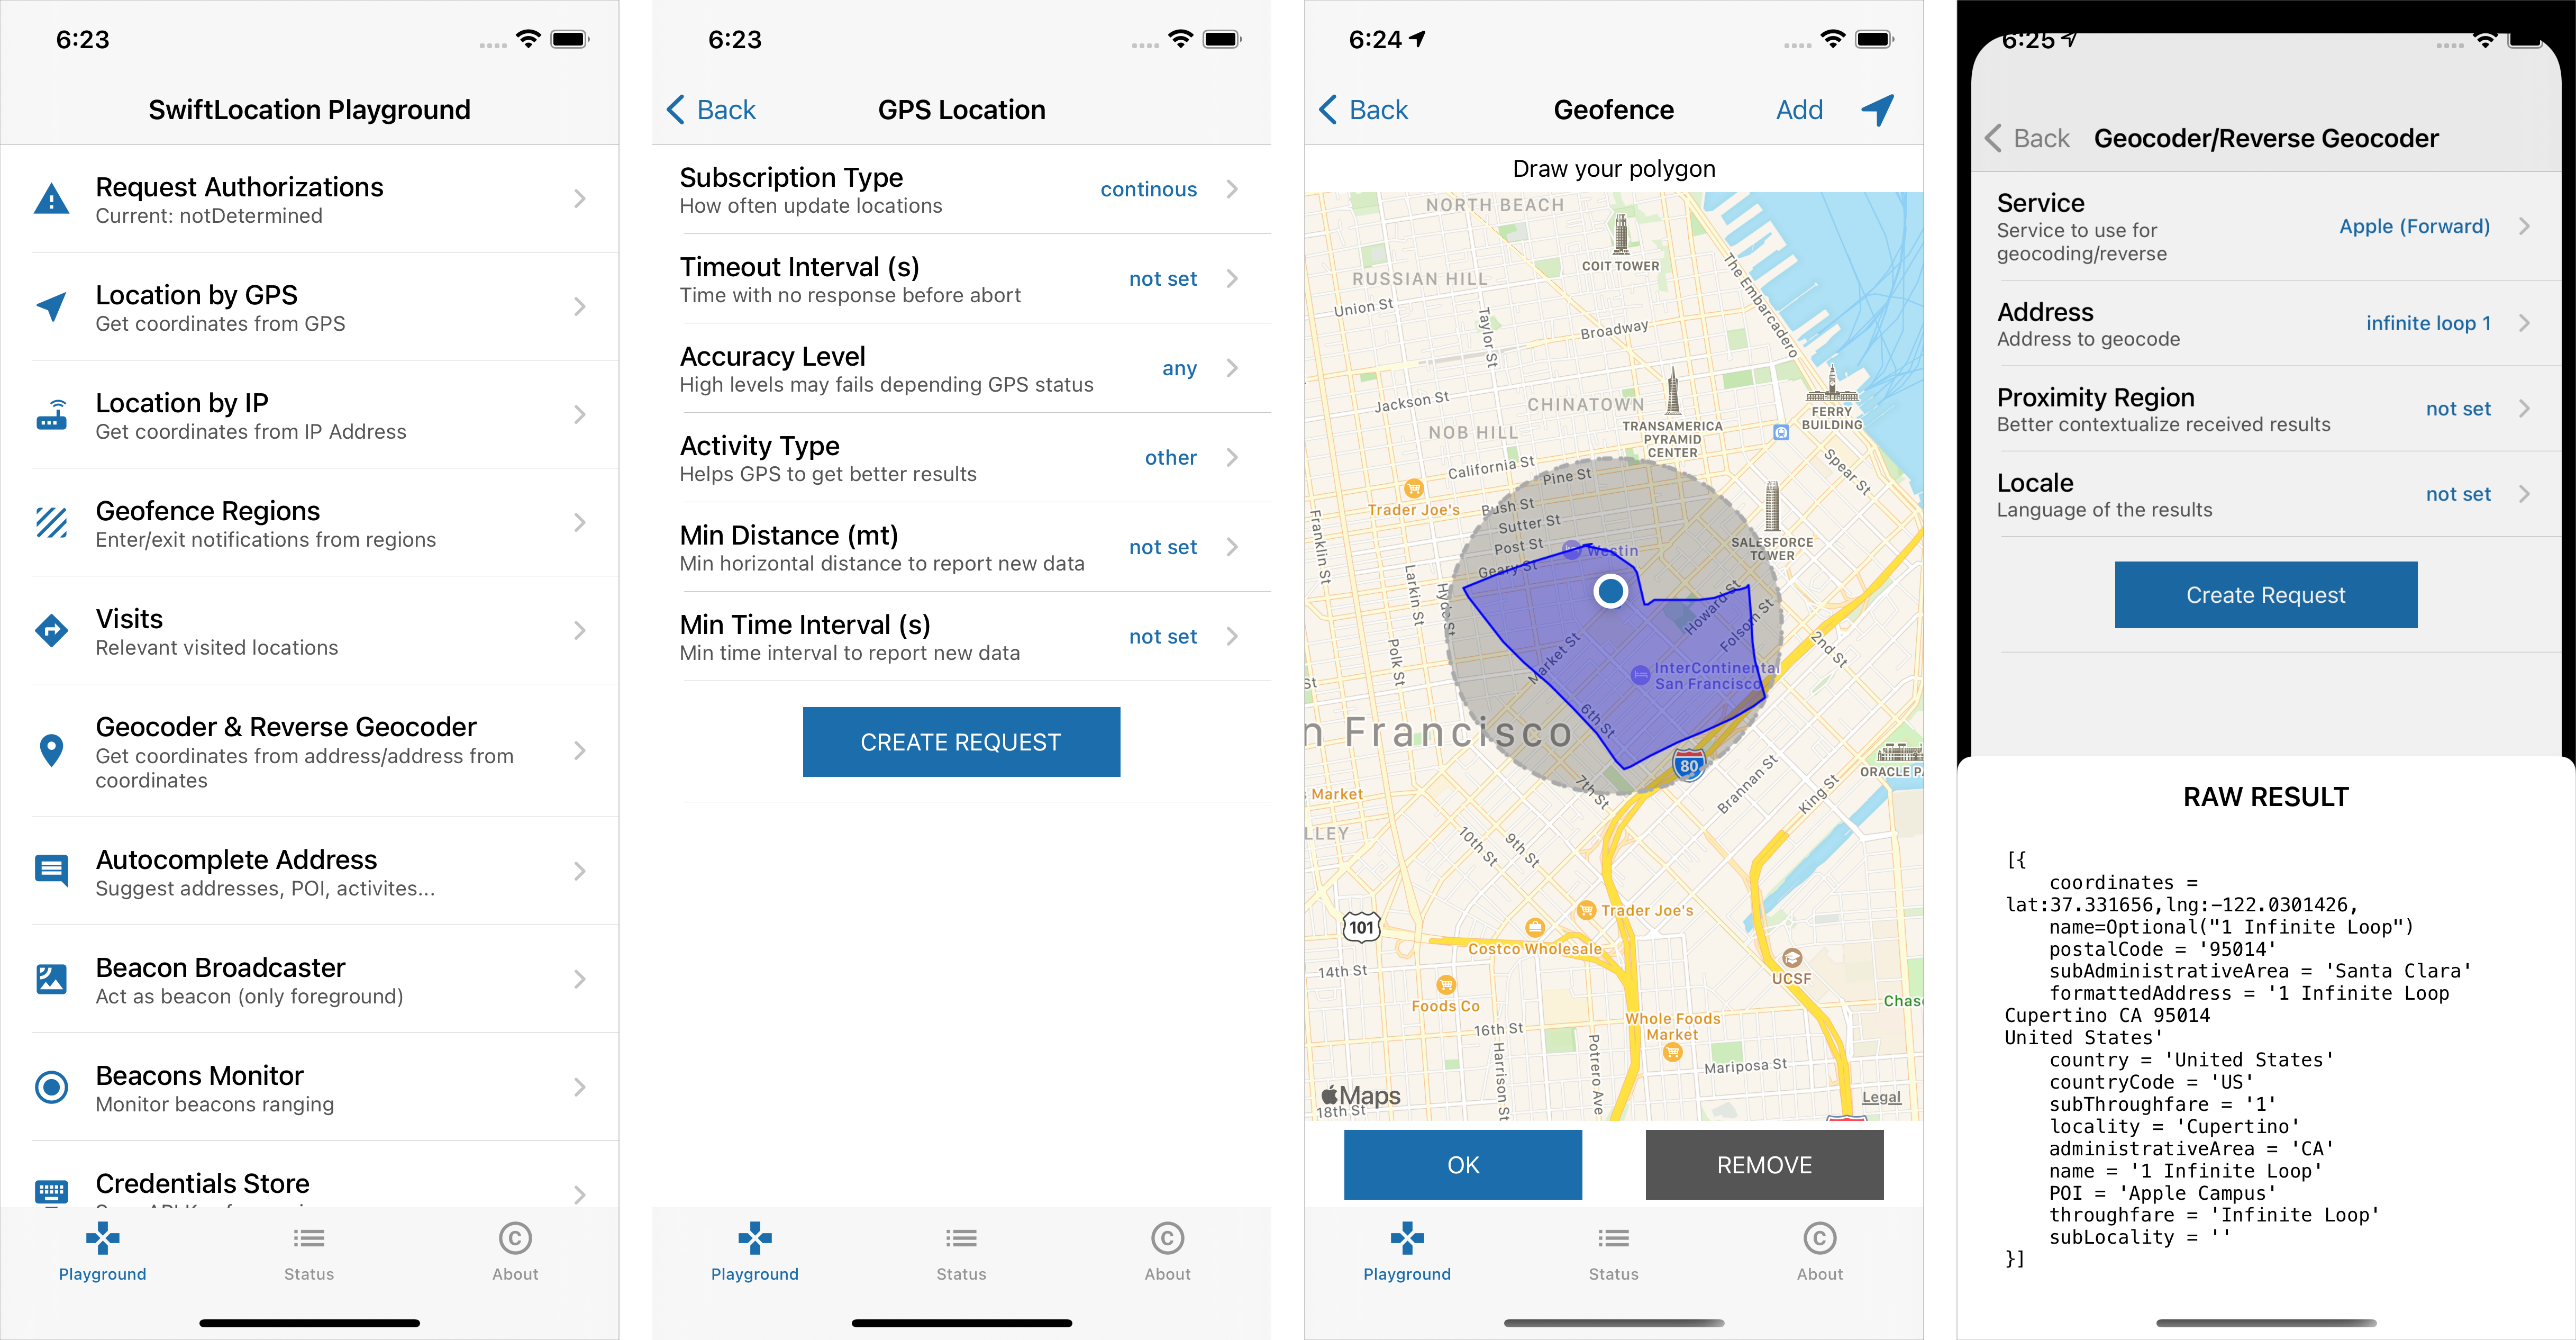 6:23
SwiftLocation Playground
Request Authorizations
Current: notDetermined
Location by GPS
Get coordinates from GPS
Location by IP
Get coordinates from IP Address
Geofence Regions
Enter/exit notifications from regions
Visits
Relevant visited locations
Geocoder & Reverse Geocoder
Get coordinates from address/address from
coordinates
Autocomplete Address
Suggest addresses, POI, activites...
Beacon Broadcaster
Act as beacon (only foreground)
Beacons Monitor
Monitor beacons ranging
Credentials Store
Playground
Status
About
6:23
Back
GPS Location
Subscription Type
How often update locations
continous
Timeout Interval (s)
Time with no response before abort
not set
Accuracy Level
High levels may fails depending GPS status
any
Activity Type
Helps GPS to get better results
other
Min Distance (mt)
Min horizontal distance to report new data
not set
Min Time Interval (s)
Min time interval to report new data
not set
CREATE REQUEST
Playground
Status
About
6:24
Back
Geofence
Add
Draw your polygon
NORTH BEACH
COIT TOWER
The Embarcadero
RUSSIAN HILL
Union St
Taylor St
Broadway
Jackson St
CHINATOWN
FERRY
BUILDING
TRANSAMERICA
PYRAMID
CENTER
NOB HILL
California St
Pine St
Spear St
Trader Joe's
Bush St
Sutter St
Franklin St
Post St
Westin
SALESFORCE
TOWER
Geary St
Larkin St
Hyde St
Howard St
Folsom St
Polk St
Market St
2nd St
InterContinental
San Francisco
6th St
n Francisco
80
ORACLE P
7th St
Brannan St
King St
s Market
LLEY
10th St
9th St
Trader Joe's
101
Costco Wholesale
14th St
UCSF
Foods Co
Chas
Whole Foods
Market
16th St
Harrison St
Potrero Ave
Mariposa St
Maps
18th St
Legal
OK
REMOVE
Playground
Status
About
6:25
Back
Geocoder/Reverse Geocoder
Service
Service to use for
geocoding/reverse
Apple (Forward)
Address
Address to geocode
infinite loop 1
Proximity Region
Better contextualize received results
not set
Locale
Language of the results
not set
Create Request
RAW RESULT
[{
coordinates =
lat:37.331656,lng:-122.0301426,
name=Optional("1 Infinite Loop")
postalCode = '95014'
subAdministrativeArea = 'Santa Clara'
formattedAddress = '1 Infinite Loop
Cupertino CA 95014
United States'
country = 'United States'
countryCode = 'US'
subThroughfare = '1'
locality = 'Cupertino'
administrativeArea = 'CA'
name = '1 Infinite Loop'
POI = 'Apple Campus'
throughfare = 'Infinite Loop'
subLocality = ''
}]